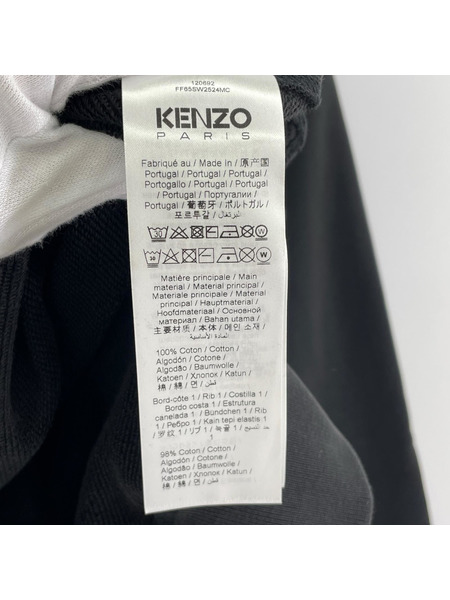 120692
FF65SW2524MC
KENZO
PARIS
Fabriqué au / Made in / 原产国
Portugal / Portugal / Portugal /
Portogallo / Portugal / Portugal
/ Portugal / Португалии /
Portugal / 葡萄牙 / ポルトガル /
포르투갈 / البرتغال
30 W
30 W
Matière principale / Main
material / Material principal /
Materiale principale / Material
principal / Hauptmaterial /
Hoofdmateriaal / Основной
материал / Bahan utama /
主要材质 / 本体 / 메인 소재 /
المادة الأساسية
100% Coton / Cotton /
Algodón / Cotone /
Algodão / Baumwolle /
Katoen / Хлопок / Katun /
棉 / 綿 / 면 / قطن
Bord-côte 1 / Rib 1 / Costilla 1 /
Bordo costa 1 / Estrutura
canelada 1 / Bündchen 1 / Rib
1 / Ребро 1 / Kain tepi elastis 1
/ 罗纹 1 / リブ 1 /
1
98% Coton / Cotton /
Algodón / Cotone /
Algodão / Baumwolle /
Katoen / Хлопок / Katun /
棉 / 綿 / 면 / قطن